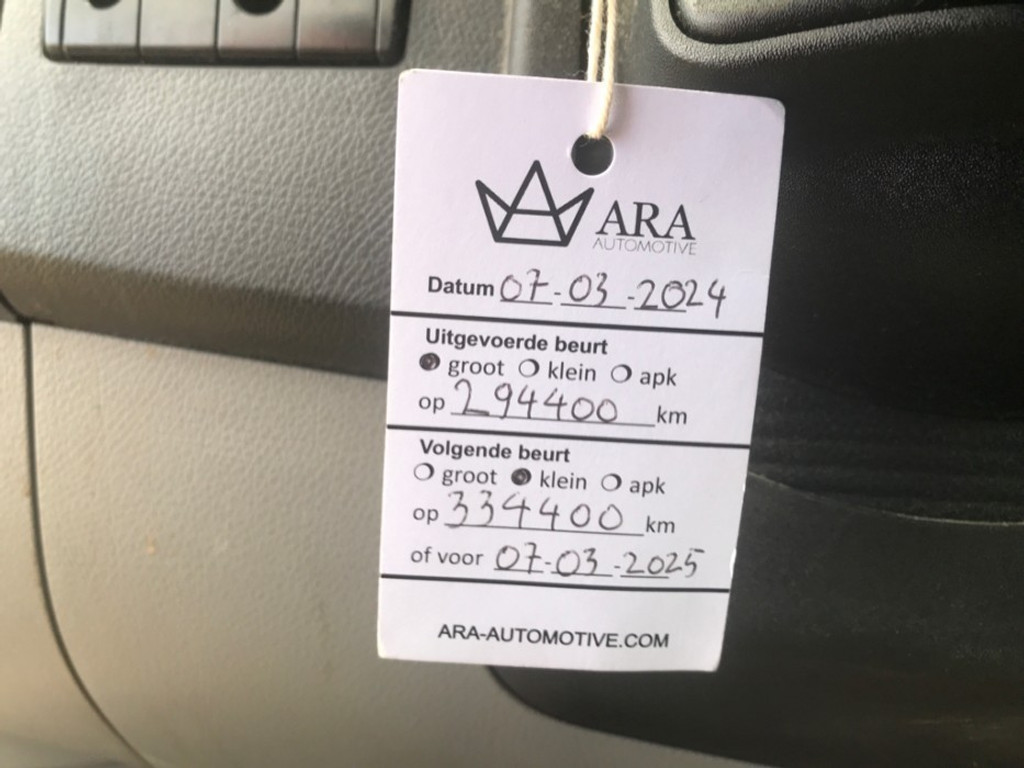 ARA
AUTOMOTIVE
Datum 07-03-2024
Uitgevoerde beurt
groot klein apk
op 294400 km
Volgende beurt
groot klein apk
op 334400 km
of voor 07-03-2025
ARA-AUTOMOTIVE.COM